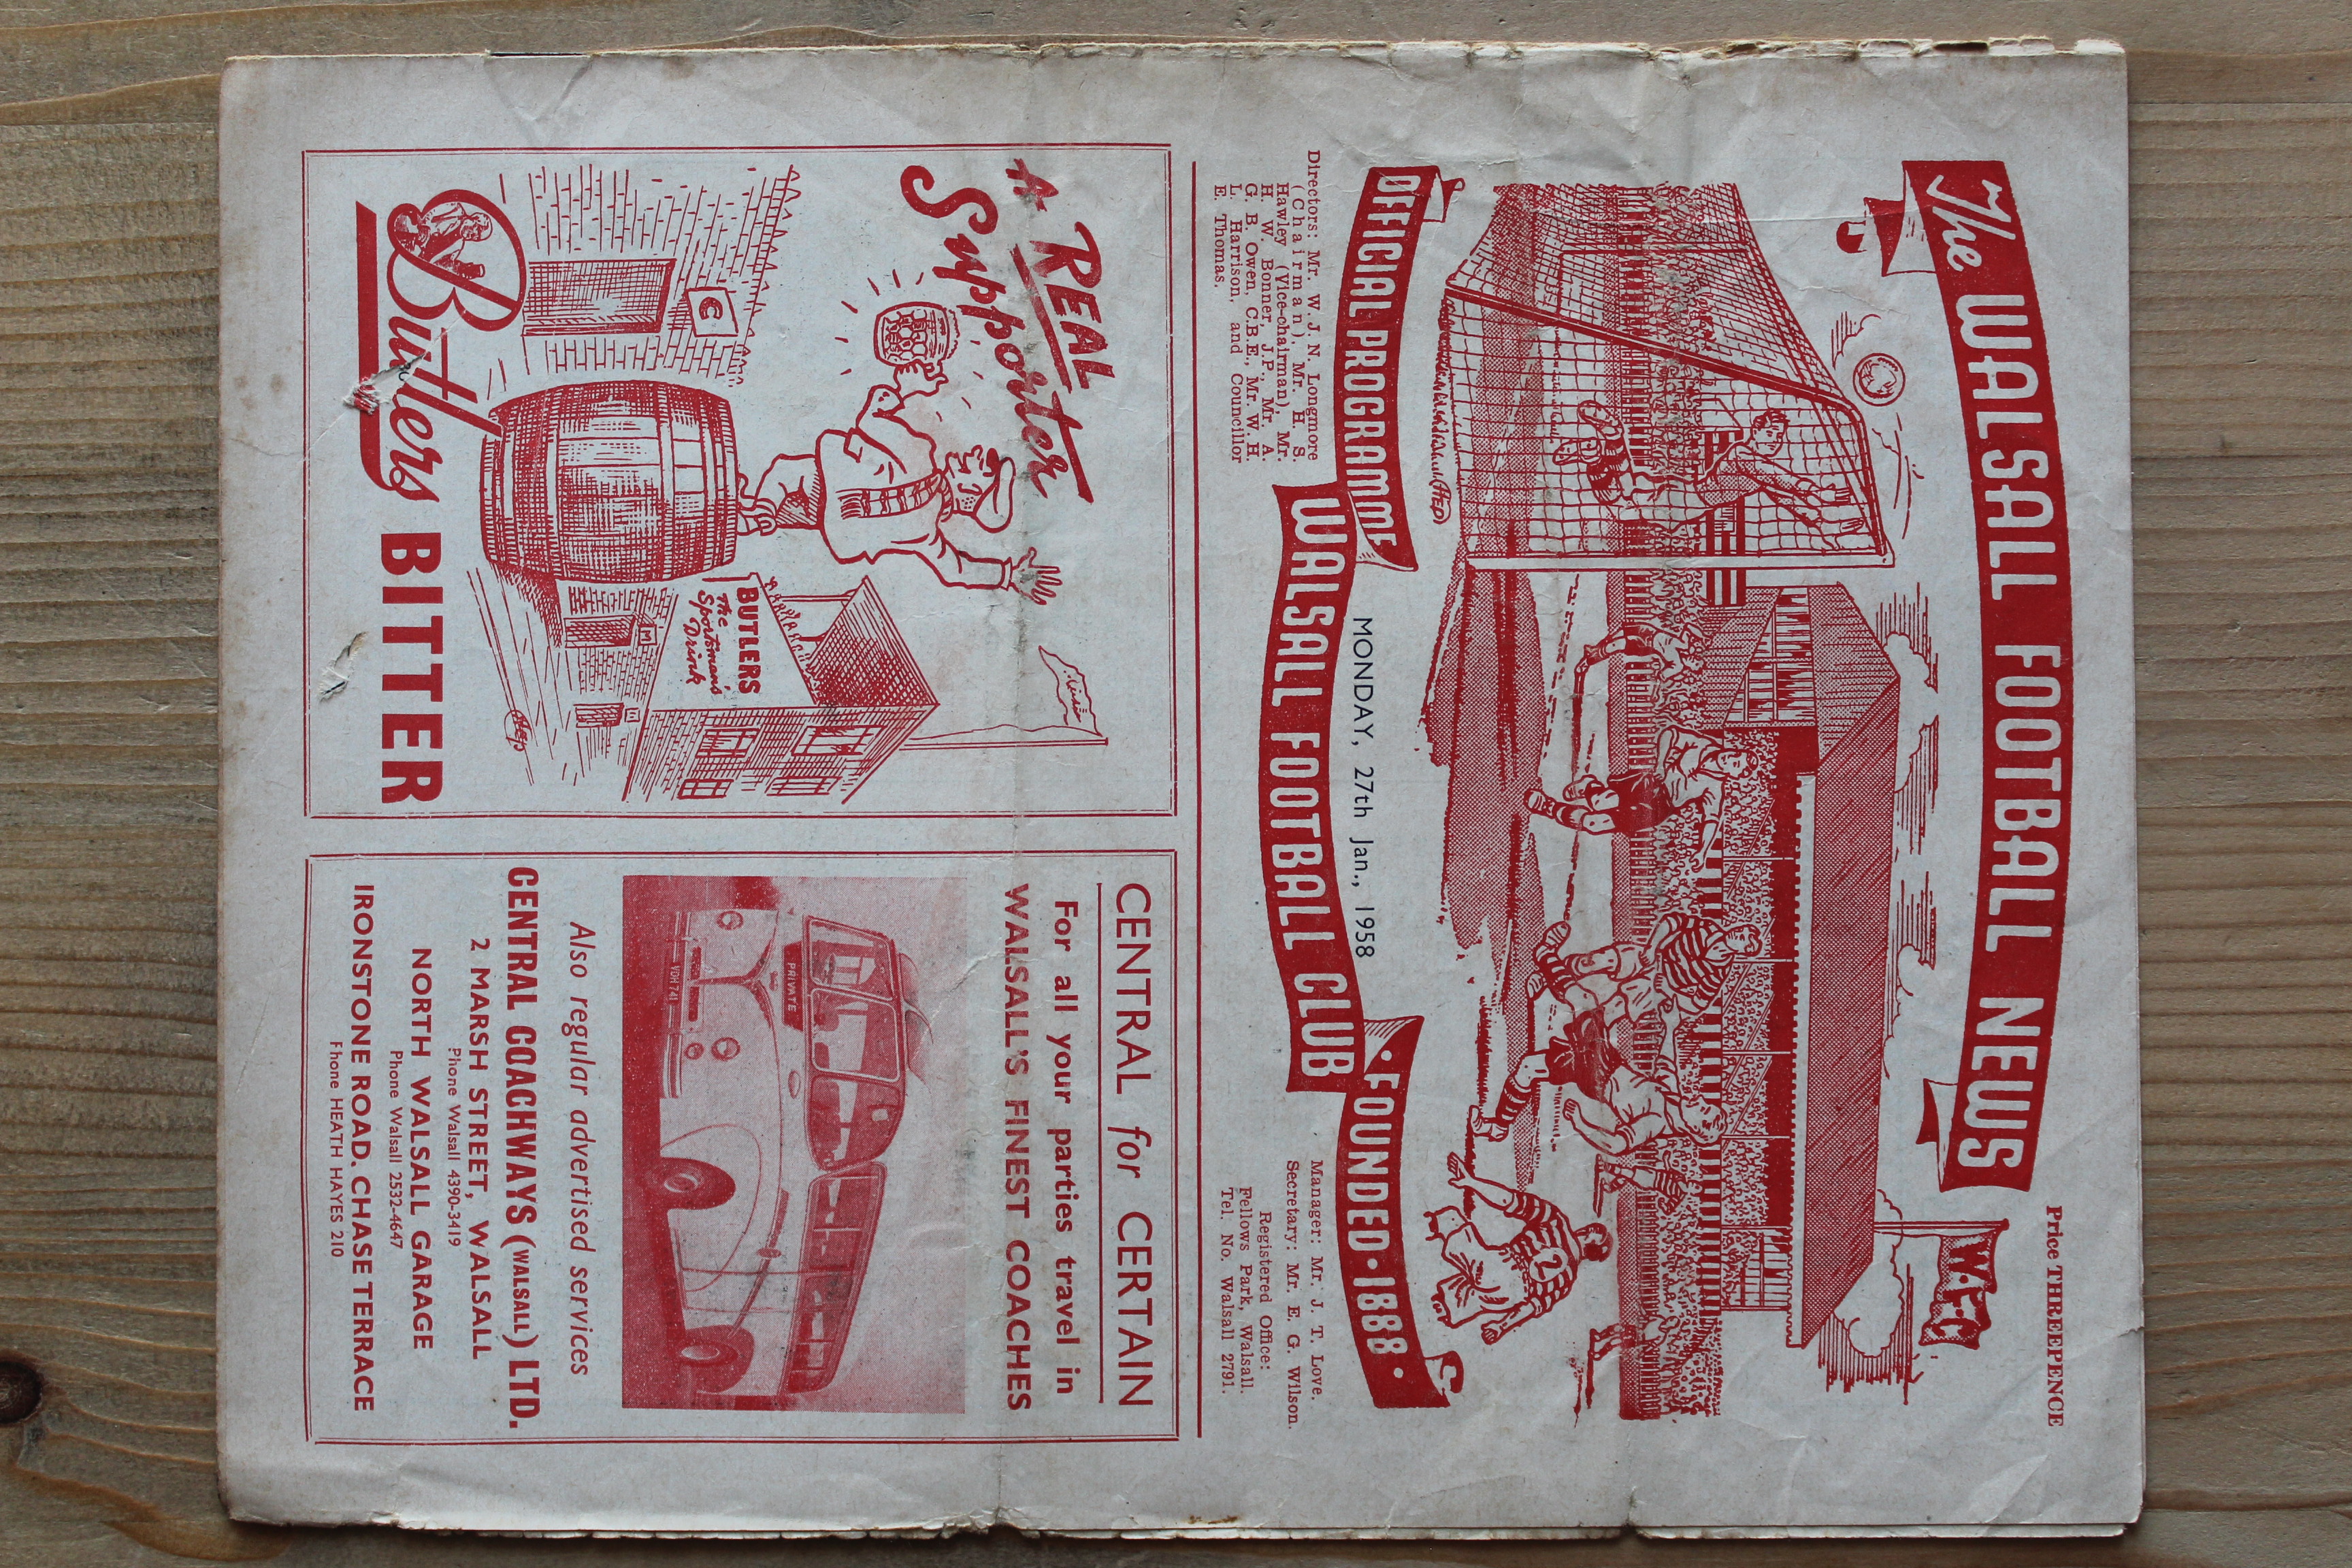 Price THREEPENCE
The WALSALL FOOTBALL NEWS
W.F.C
2
HEP
OFFICIAL PROGRAMME
MONDAY, 27th Jan., 1958
• FOUNDED • 1888 •
WALSALL FOOTBALL CLUB
Directors: Mr. W. J. N. Longmore
(Chairman), Mr. H. S.
Hawley (Vice-chairman), Mr.
H. W. Bonner, J.P., Mr. A.
G. B. Owen, C.B.E., Mr. W. H.
L. Harrison, and Councillor
E. Thomas.
Manager: Mr. J. T. Love.
Secretary: Mr. E. G. Wilson.
Registered Office:
Fellows Park, Walsall.
Tel. No. Walsall 2791.
A REAL
Supporter
BUTLERS
The
Sportsman's
Drink
Hep
Butlers BITTER
CENTRAL for CERTAIN
For all your parties travel in
WALSALL'S FINEST COACHES
PRIVATE
VDH 741
Also regular advertised services
CENTRAL COACHWAYS (WALSALL) LTD.
2 MARSH STREET, WALSALL
Phone Walsall 4390-3419
NORTH WALSALL GARAGE
Phone Walsall 2532-4647
IRONSTONE ROAD, CHASE TERRACE
Phone HEATH HAYES 210